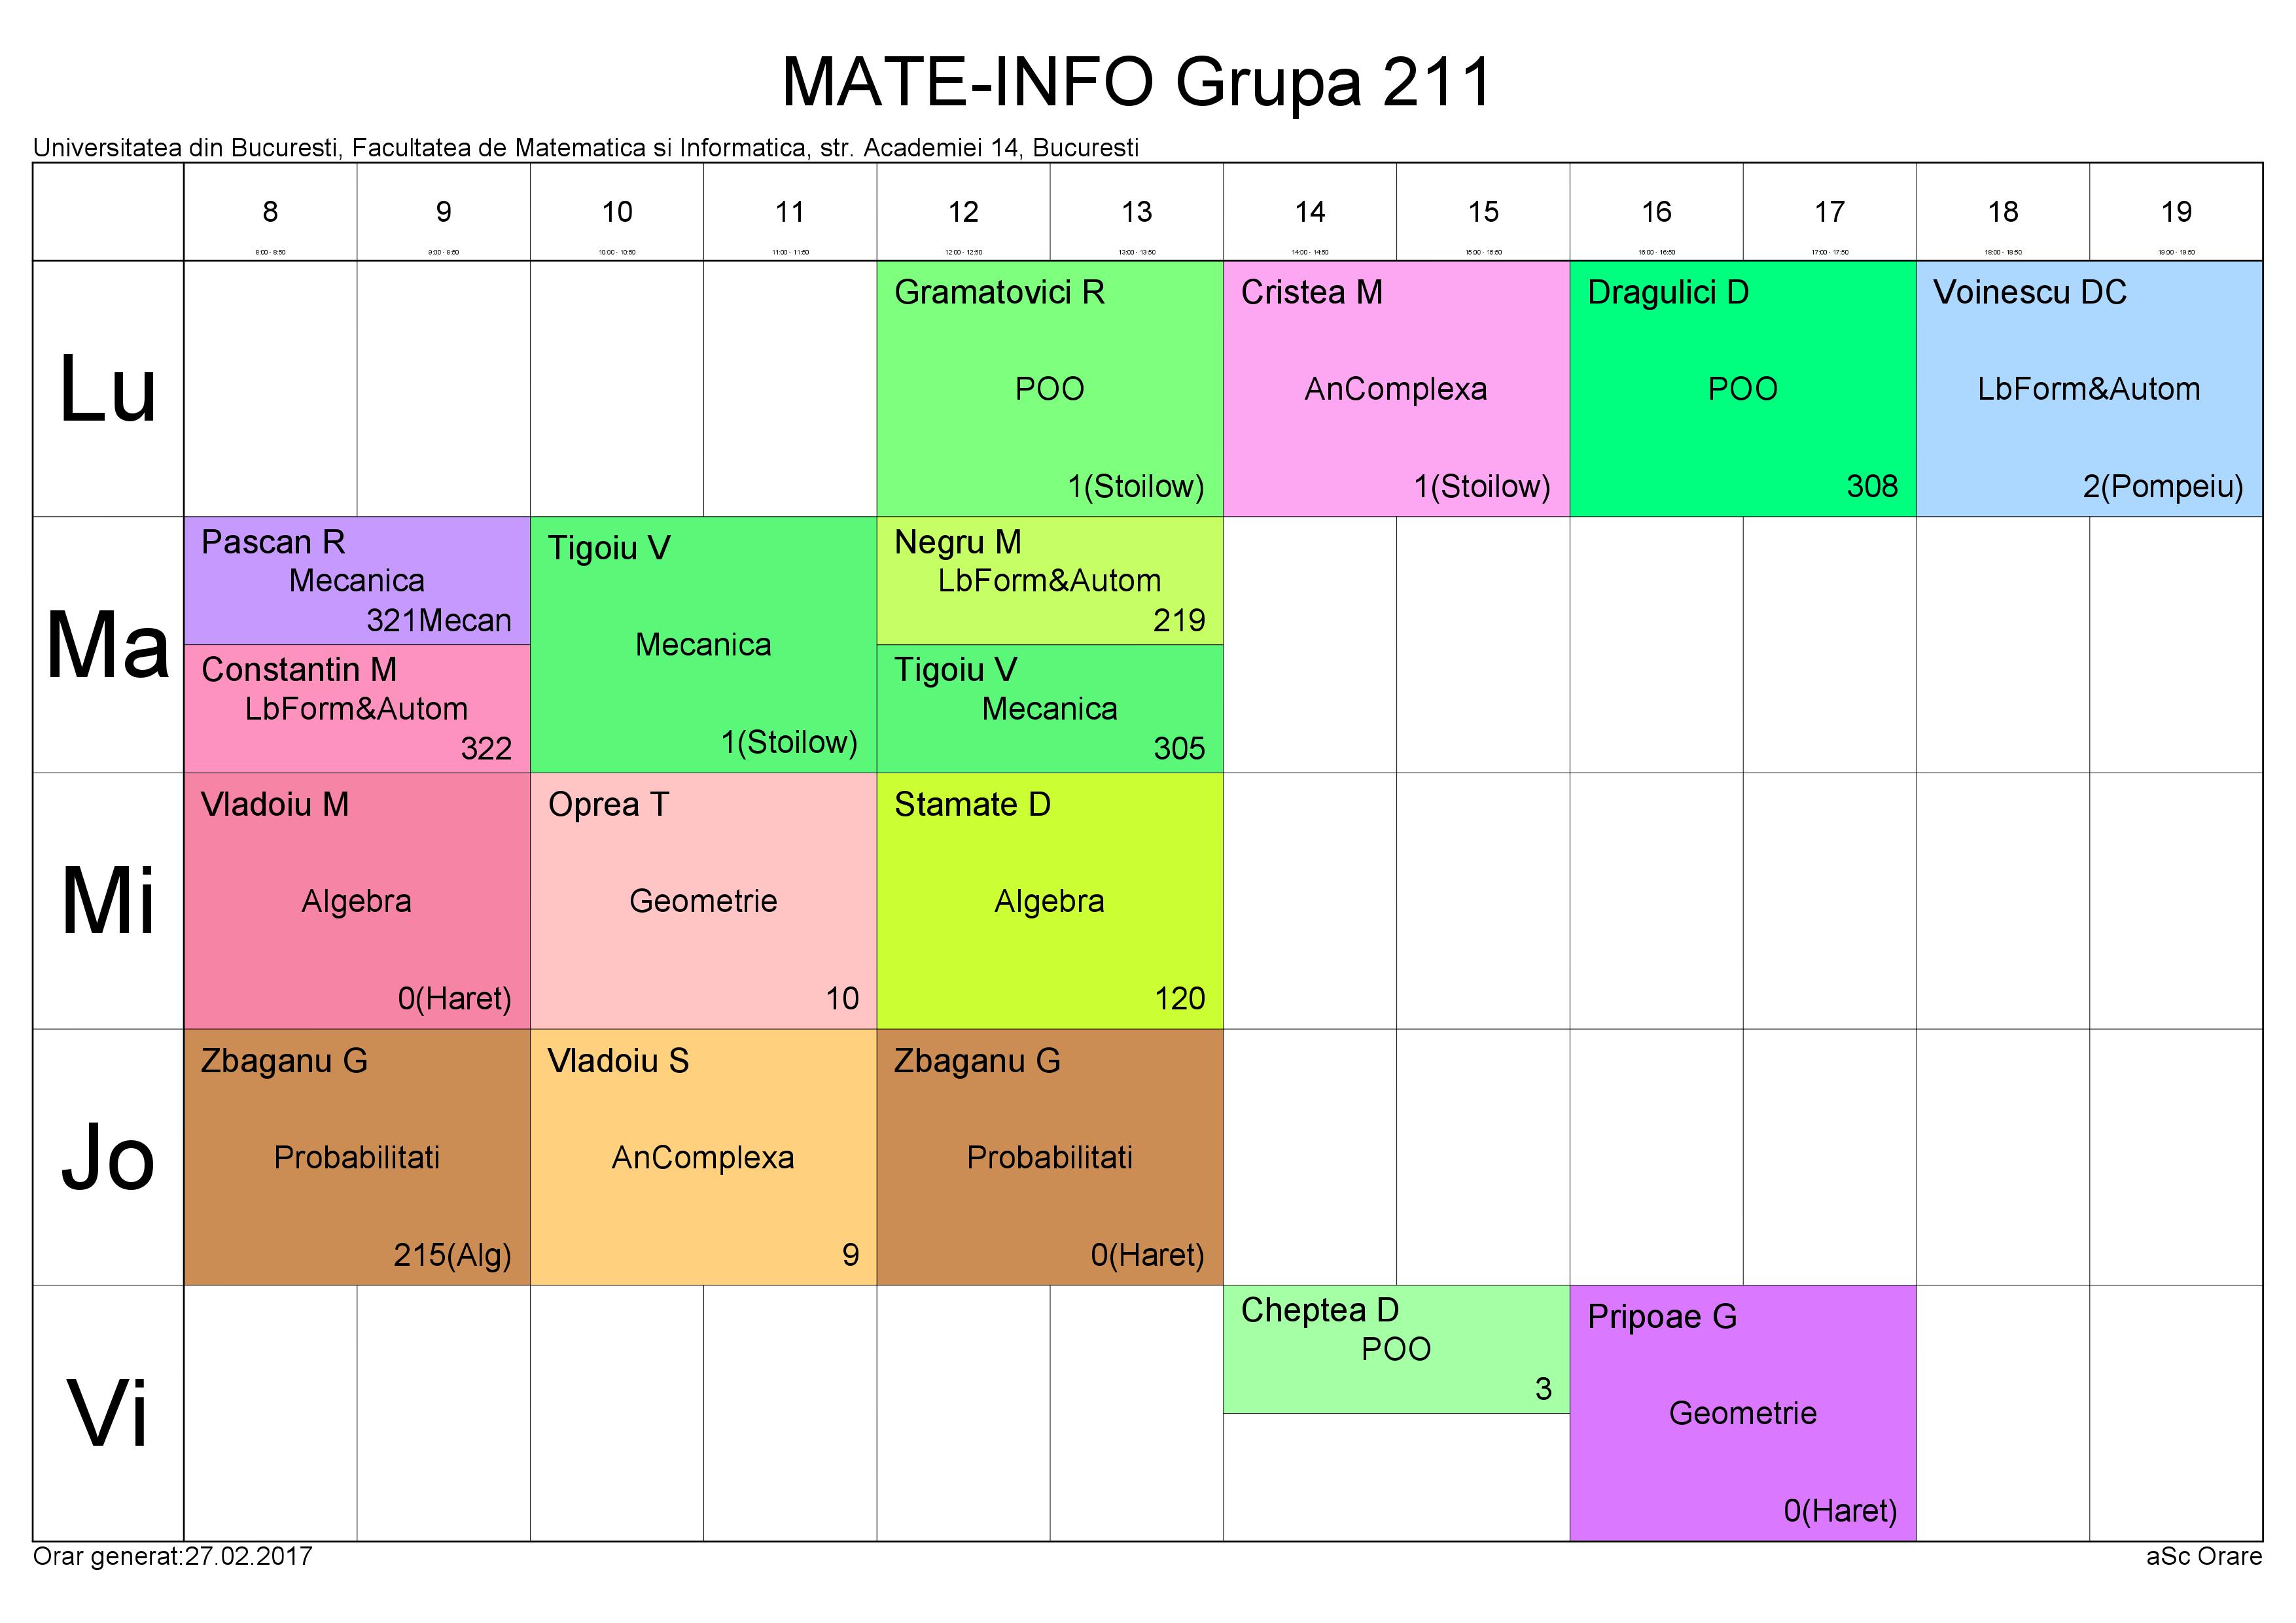 MATE-INFO Grupa 211
Universitatea din Bucuresti, Facultatea de Matematica si Informatica, str. Academiei 14, Bucuresti
8 9 10 11 12 13 14 15 16 17 18 19
8:00 - 8:50 9:00 - 9:50 10:00 - 10:50 11:00 - 11:50 12:00 - 12:50 13:00 - 13:50 14:00 - 14:50 15:00 - 15:50 16:00 - 16:50 17:00 - 17:50 18:00 - 18:50 19:00 - 19:50
Lu
Gramatovici R
POO
1(Stoilow)
Cristea M
AnComplexa
1(Stoilow)
Dragulici D
POO
308
Voinescu DC
LbForm&Autom
2(Pompeiu)
Ma
Pascan R
Mecanica
321Mecan
Constantin M
LbForm&Autom
322
Tigoiu V
Mecanica
1(Stoilow)
Negru M
LbForm&Autom
219
Tigoiu V
Mecanica
305
Mi
Vladoiu M
Algebra
0(Haret)
Oprea T
Geometrie
10
Stamate D
Algebra
120
Jo
Zbaganu G
Probabilitati
215(Alg)
Vladoiu S
AnComplexa
9
Zbaganu G
Probabilitati
0(Haret)
Vi
Cheptea D
POO
3
Pripoae G
Geometrie
0(Haret)
Orar generat:27.02.2017
aSc Orare